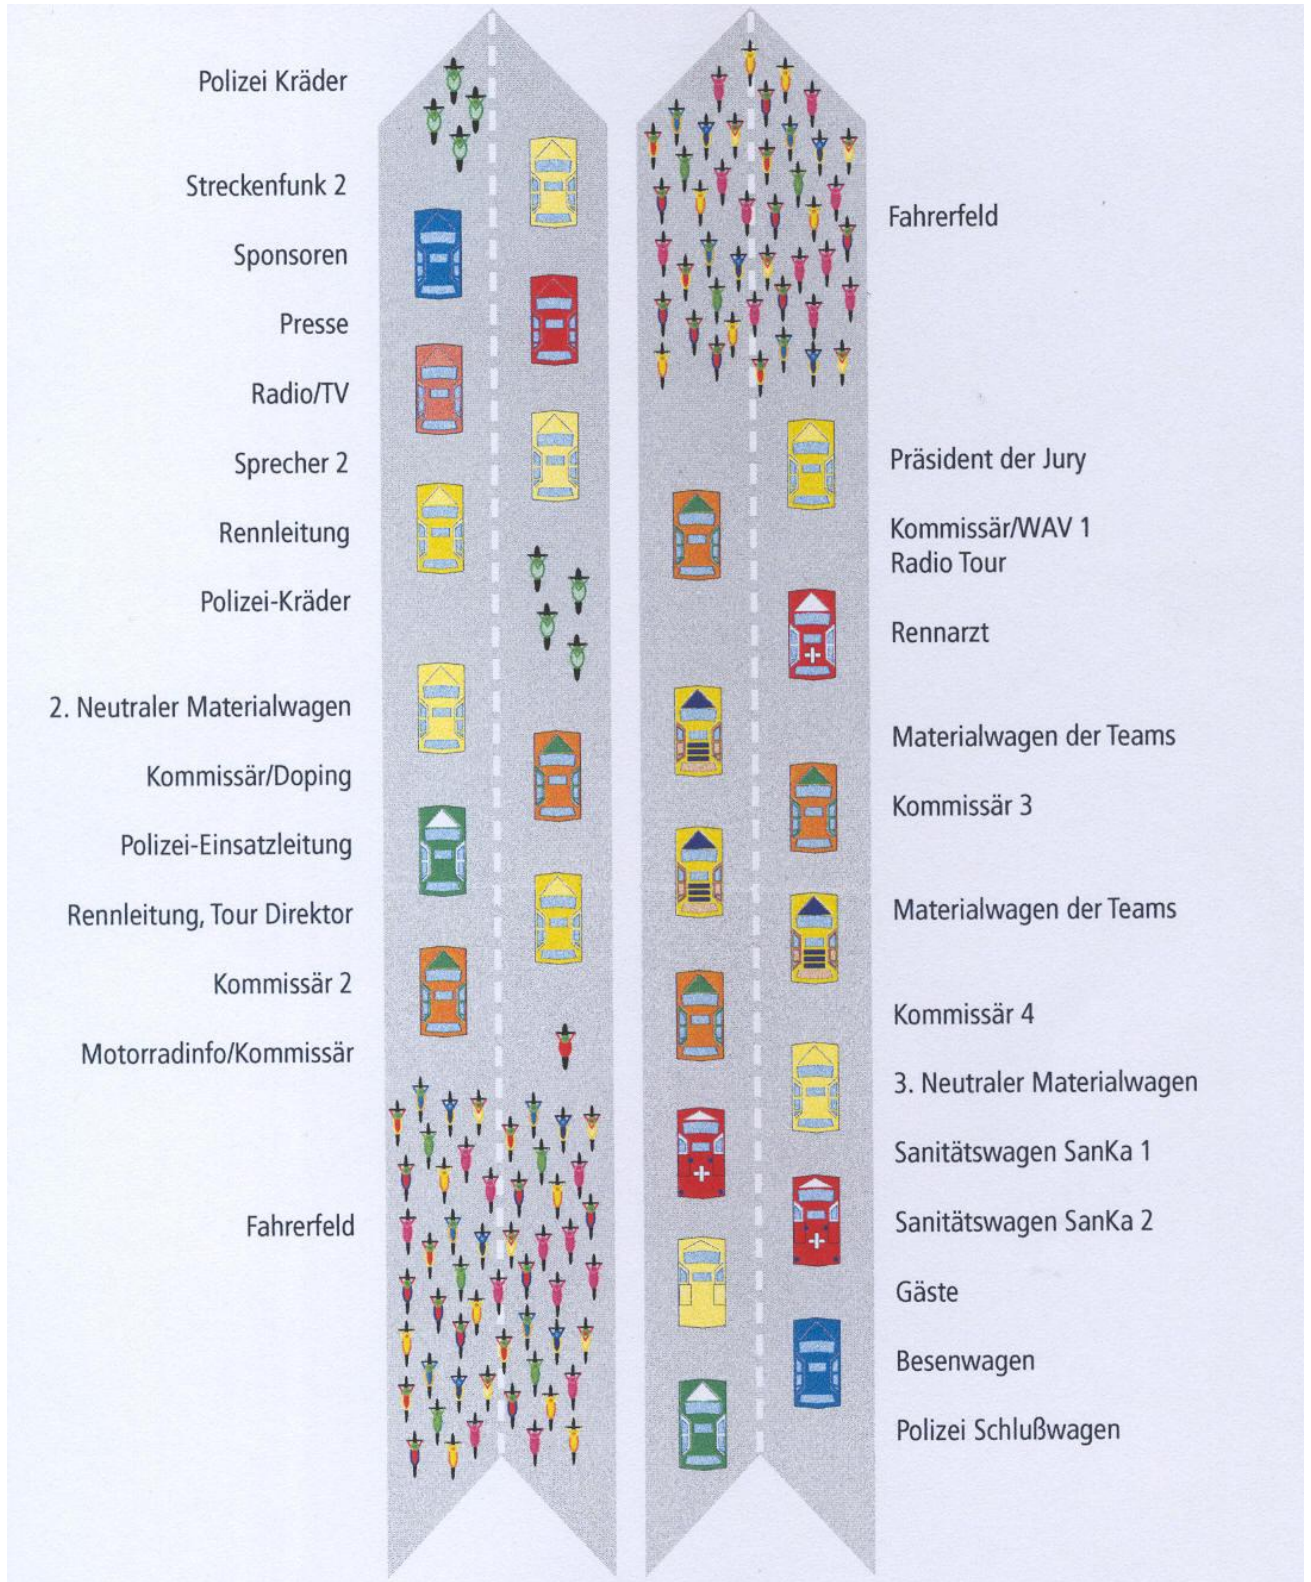 Polizei Kräder
Streckenfunk 2
Sponsoren
Presse
Radio/TV
Sprecher 2
Rennleitung
Polizei-Kräder
2. Neutraler Materialwagen
Kommissär/Doping
Polizei-Einsatzleitung
Rennleitung, Tour Direktor
Kommissär 2
Motorradinfo/Kommissär
Fahrerfeld
Fahrerfeld
Präsident der Jury
Kommissär/WAV 1
Radio Tour
Rennarzt
Materialwagen der Teams
Kommissär 3
Materialwagen der Teams
Kommissär 4
3. Neutraler Materialwagen
Sanitätswagen SanKa 1
Sanitätswagen SanKa 2
Gäste
Besenwagen
Polizei Schlußwagen